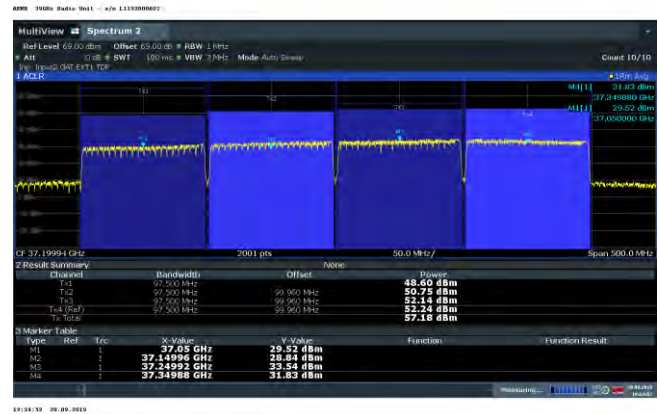 MultiView Spectrum 2
Ref Level 69.00 dBm Offset 69.00 dB RBW 1 MHz
Att 0 dB SWT 100 ms VBW 3 MHz Mode Auto Sweep Count 10/10
1 ACLR 1Rm Avg
M4[1] 31.83 dBm
37.349880 GHz
M1[1] 29.52 dBm
37.050000 GHz
CF 37.19994 GHz 2001 pts 50.0 MHz/ Span 500.0 MHz
2 Result Summary None
Channel Bandwidth Offset Power
Tx1 97.500 MHz 48.60 dBm
Tx2 97.500 MHz 99.960 MHz 50.75 dBm
Tx3 97.500 MHz 99.960 MHz 52.14 dBm
Tx4 (Ref) 97.500 MHz 99.960 MHz 52.24 dBm
Tx Total 57.18 dBm
3 Marker Table
Type Ref Trc X-Value Y-Value Function Function Result
M1 1 37.05 GHz 29.52 dBm
M2 1 37.14996 GHz 28.84 dBm
M3 1 37.24992 GHz 33.54 dBm
M4 1 37.34988 GHz 31.83 dBm
Measuring...
19:24:32 20.09.2019